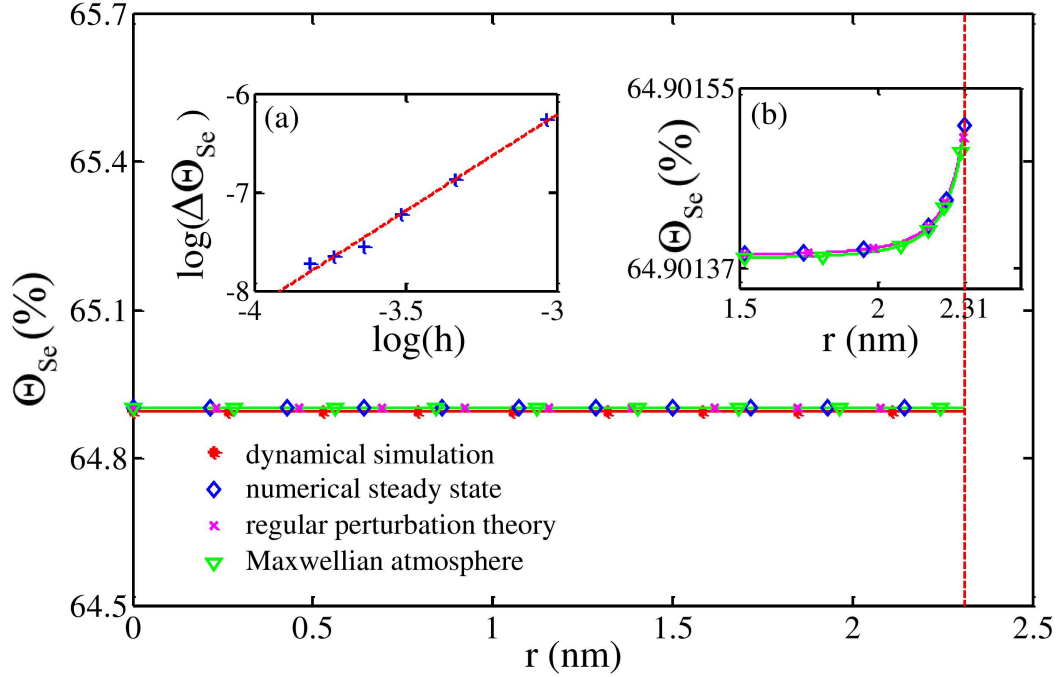 65.7
65.4
65.1
64.8
64.5
Θ_Se (%)
0
0.5
1
1.5
2
2.5
r (nm)
(a)
-6
-7
-8
log(ΔΘ_Se)
-4
-3.5
-3
log(h)
(b)
64.90155
64.90137
Θ_Se (%)
1.5
2
2.31
r (nm)
dynamical simulation
numerical steady state
regular perturbation theory
Maxwellian atmosphere